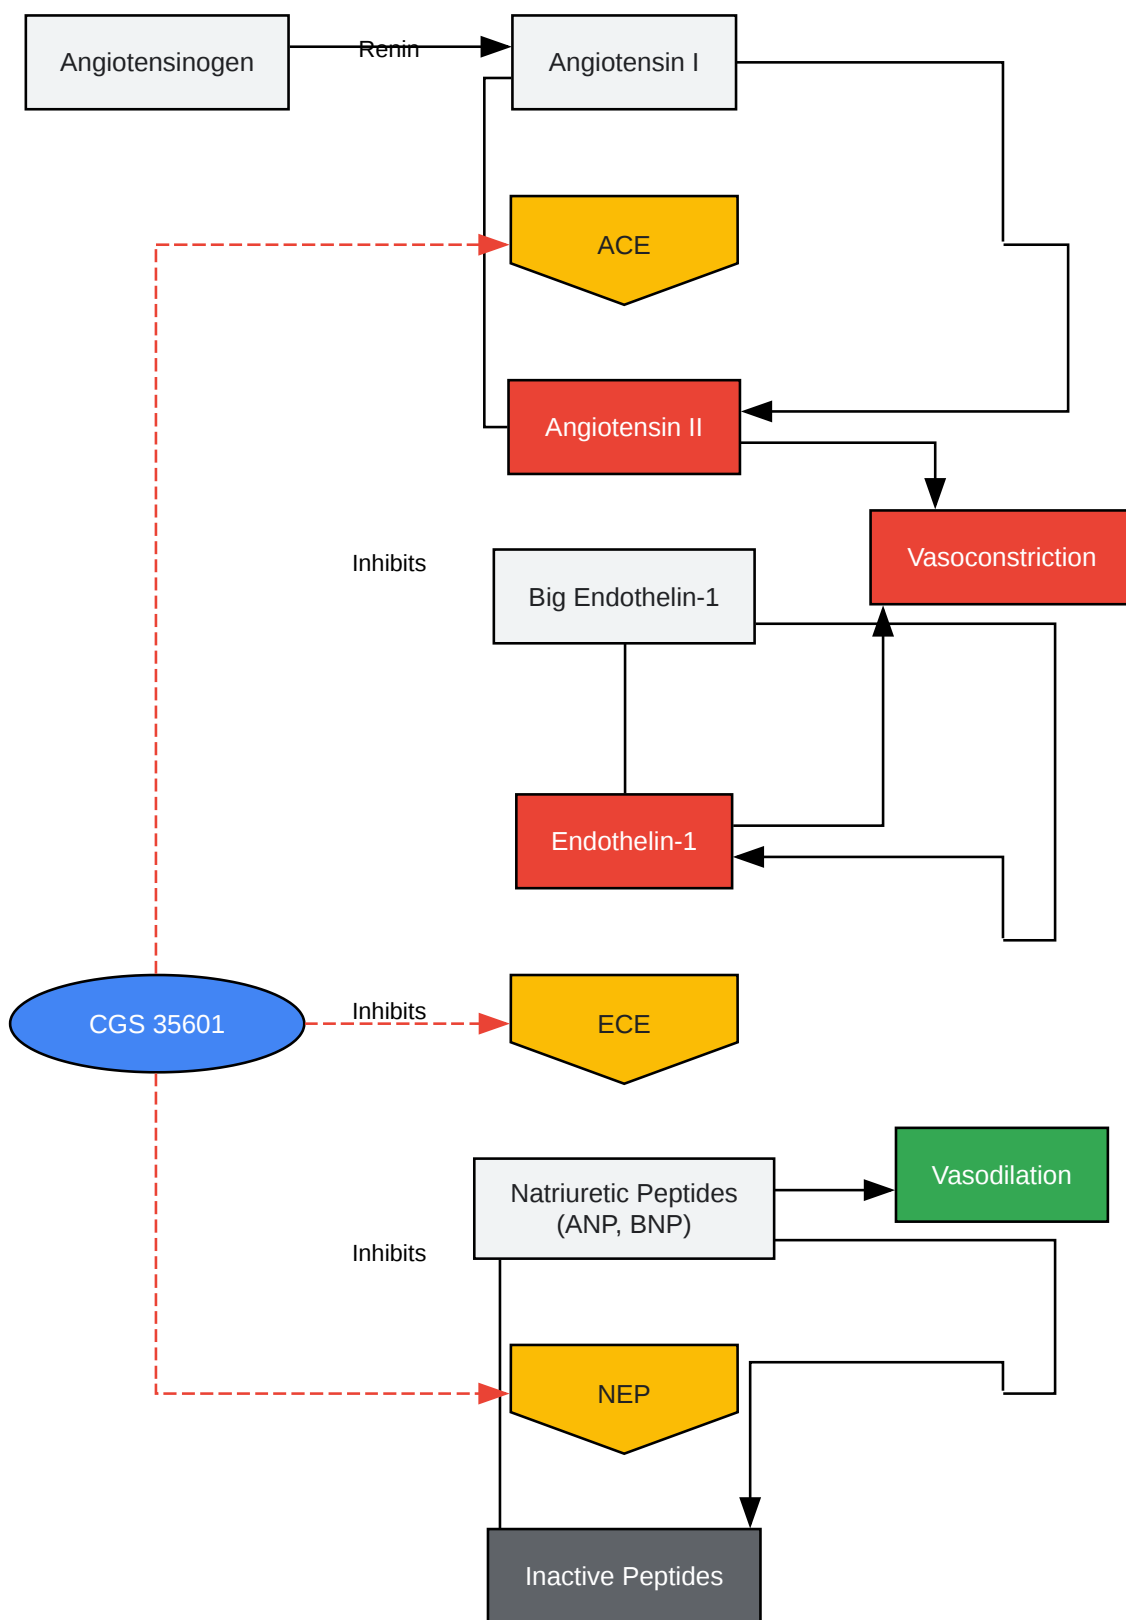 Angiotensinogen
Renin
Angiotensin I
ACE
Angiotensin II
Vasoconstriction
Inhibits
Big Endothelin-1
Endothelin-1
CGS 35601
Inhibits
ECE
Vasodilation
Natriuretic Peptides
(ANP, BNP)
Inhibits
NEP
Inactive Peptides